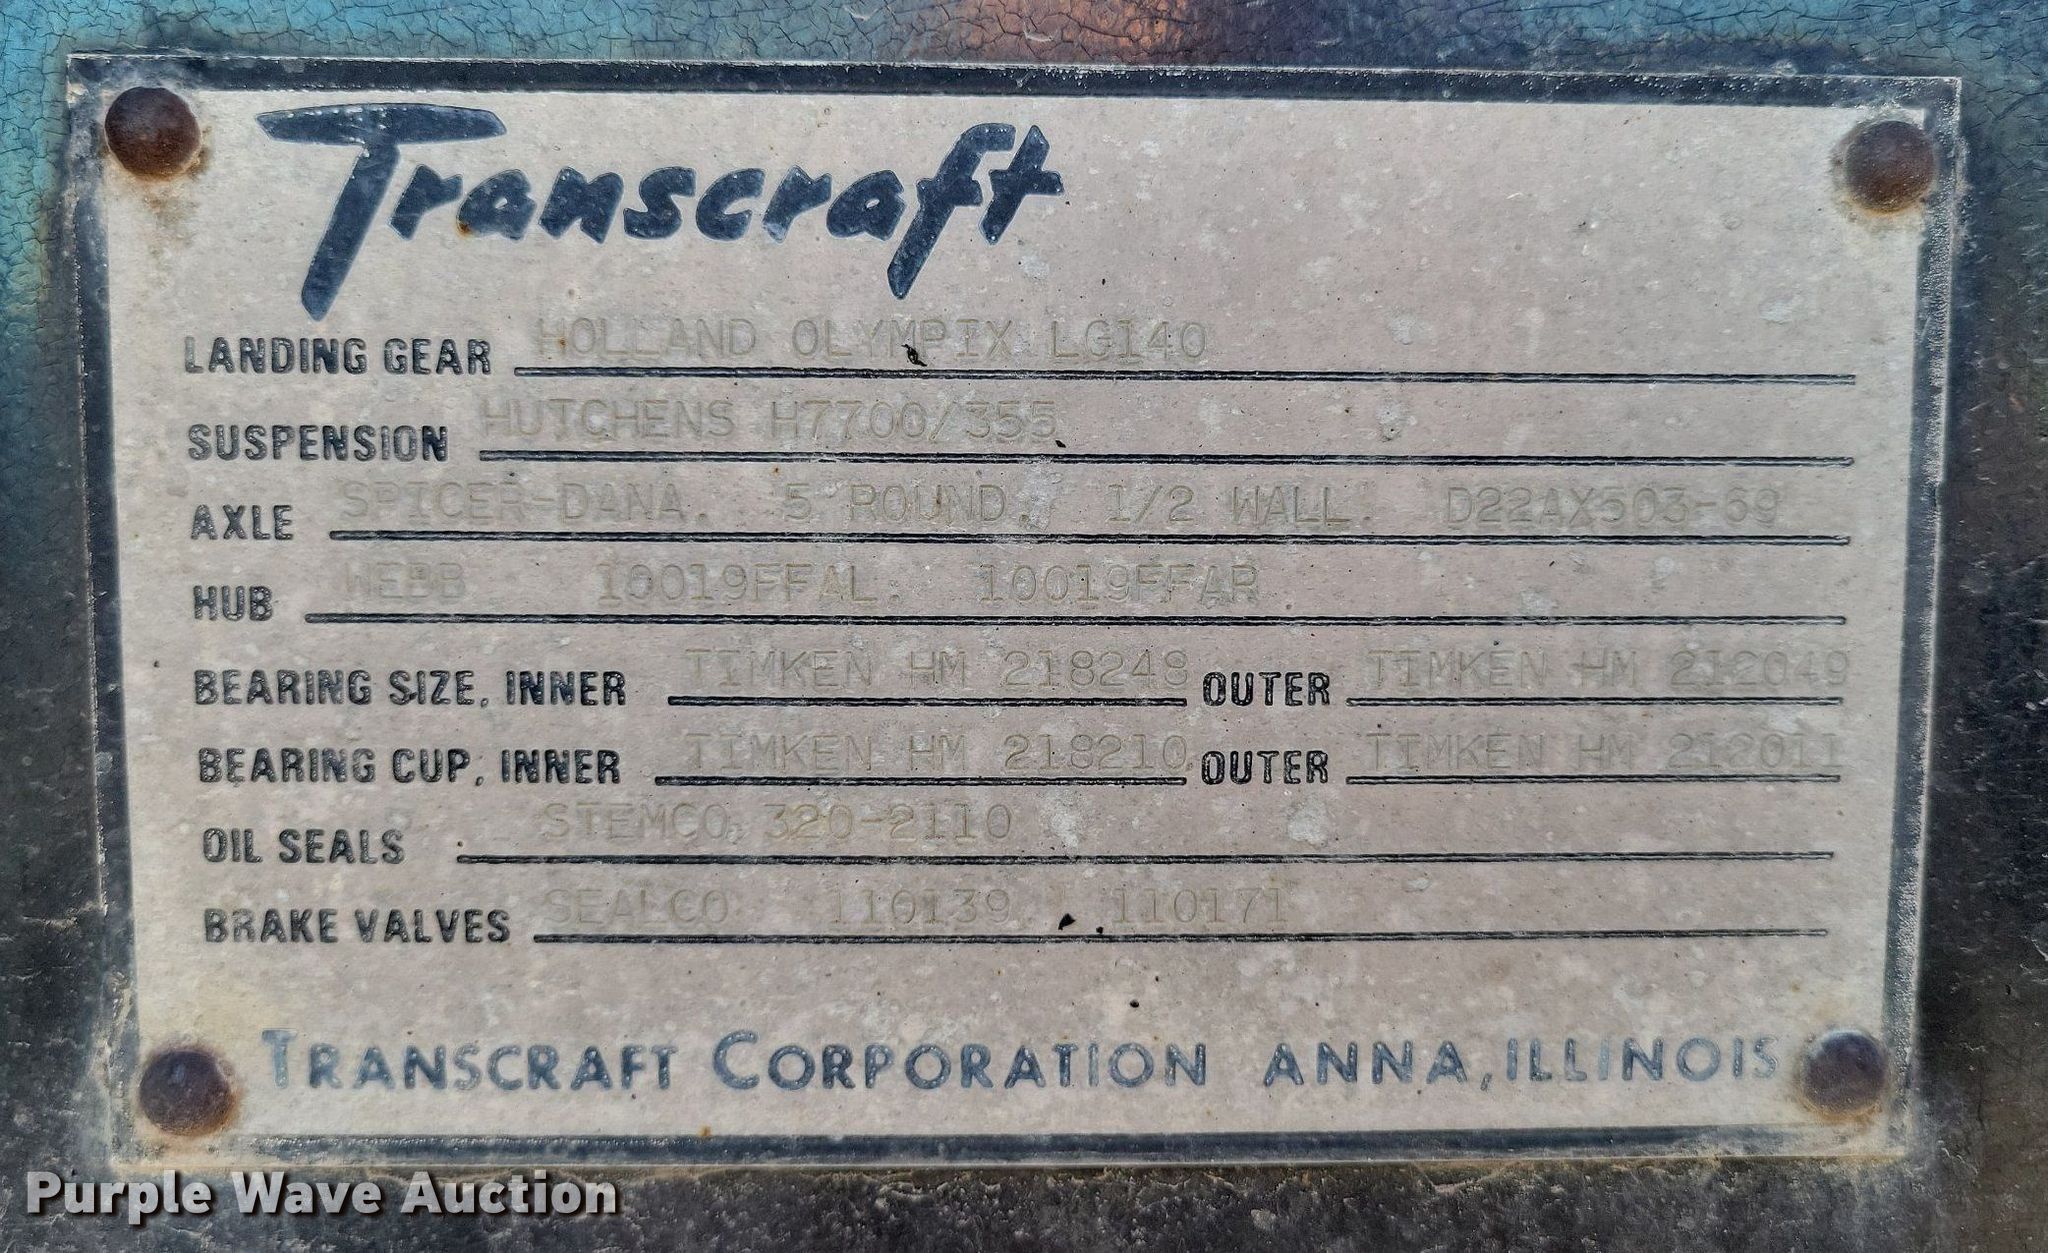 Transcraft
LANDING GEAR HOLLAND OLYMPIX LG140
SUSPENSION HUTCHENS H7700/355
AXLE SPICER-DANA. 5 ROUND. 1/2 WALL. D22AX503-69
HUB WEBB 10019FFAL. 10019FFAR
BEARING SIZE, INNER TIMKEN HM 218248 OUTER TIMKEN HM 212049
BEARING CUP, INNER TIMKEN HM 218210 OUTER TIMKEN HM 212011
OIL SEALS STEMCO 320-2110
BRAKE VALVES SEALCO 110139 110171
TRANSCRAFT CORPORATION ANNA, ILLINOIS
Purple Wave Auction